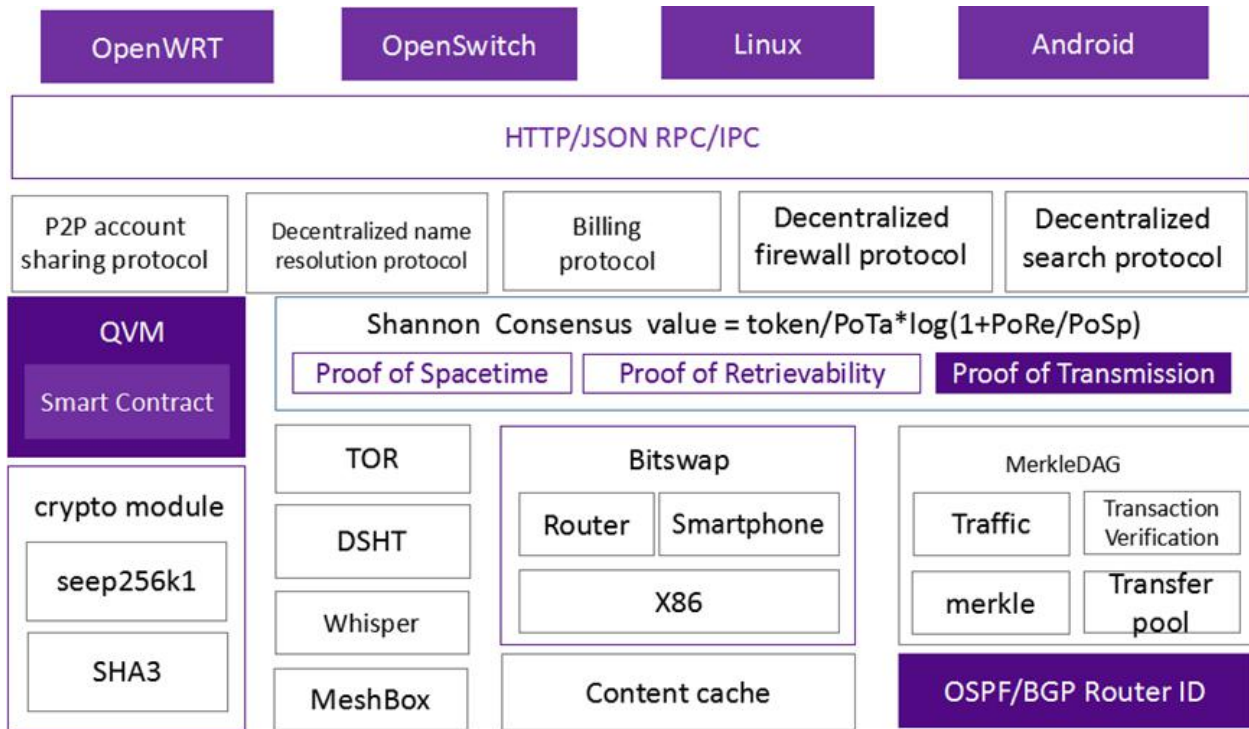 OpenWRT
OpenSwitch
Linux
Android
HTTP/JSON RPC/IPC
P2P account
sharing protocol
Decentralized name
resolution protocol
Billing
protocol
Decentralized
firewall protocol
Decentralized
search protocol
QVM
Smart Contract
Shannon Consensus value = token/PoTa*log(1+PoRe/PoSp)
Proof of Spacetime
Proof of Retrievability
Proof of Transmission
crypto module
seep256k1
SHA3
TOR
DSHT
Whisper
MeshBox
Bitswap
Router
Smartphone
X86
Content cache
MerkleDAG
Traffic
Transaction
Verification
merkle
Transfer
pool
OSPF/BGP Router ID